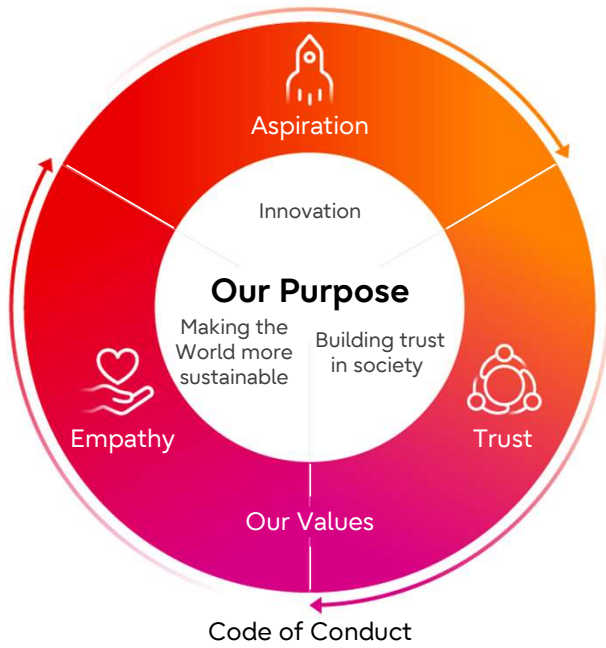 Aspiration
Innovation
Our Purpose
Making the
World more
sustainable
Building trust
in society
Empathy
Trust
Our Values
Code of Conduct